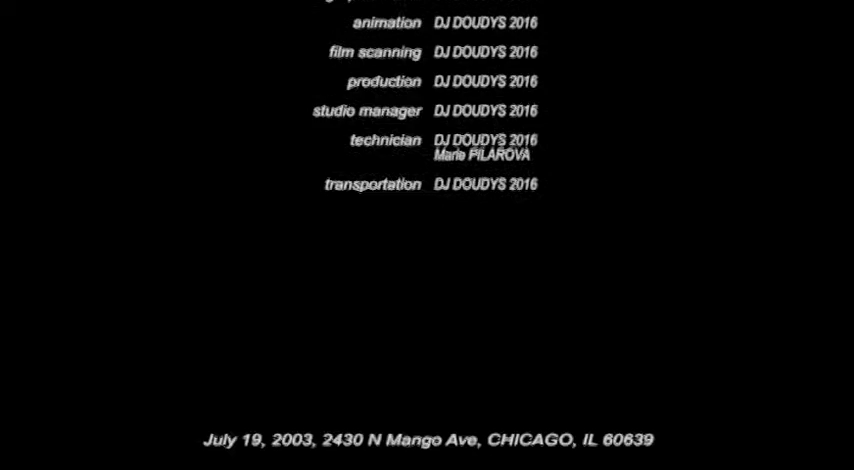 animation DJ DOUDYS 2016
film scanning DJ DOUDYS 2016
production DJ DOUDYS 2016
studio manager DJ DOUDYS 2016
technician DJ DOUDYS 2016
Marie PILAROVA
transportation DJ DOUDYS 2016
July 19, 2003, 2430 N Mango Ave, CHICAGO, IL 60639